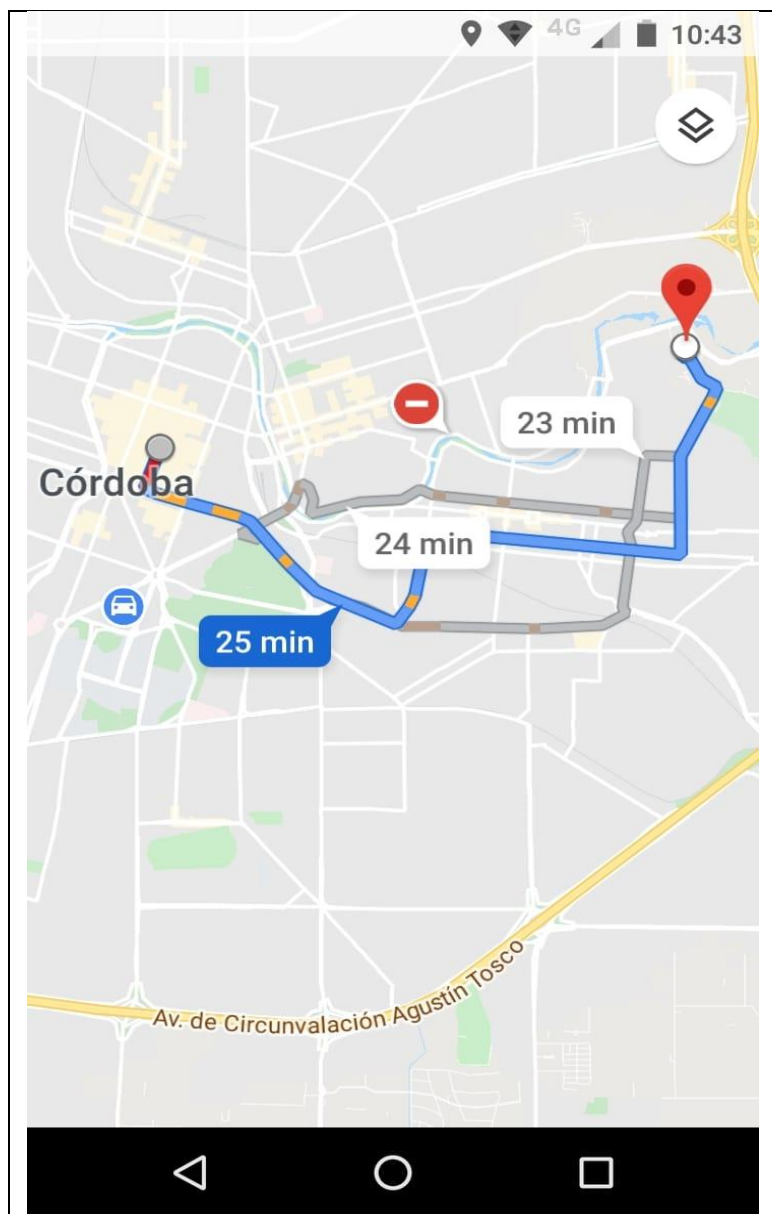 4G 10:43
23 min
Córdoba
24 min
25 min
Av. de Circunvalación Agustín Tosco